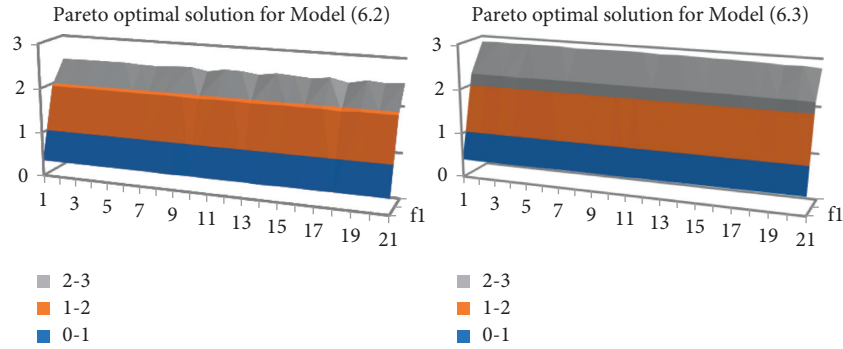 Pareto optimal solution for Model (6.2)
3
2
1
0
1 3 5 7 9 11 13 15 17 19 21
f1
2-3
1-2
0-1
Pareto optimal solution for Model (6.3)
3
2
1
0
1 3 5 7 9 11 13 15 17 19 21
f1
2-3
1-2
0-1